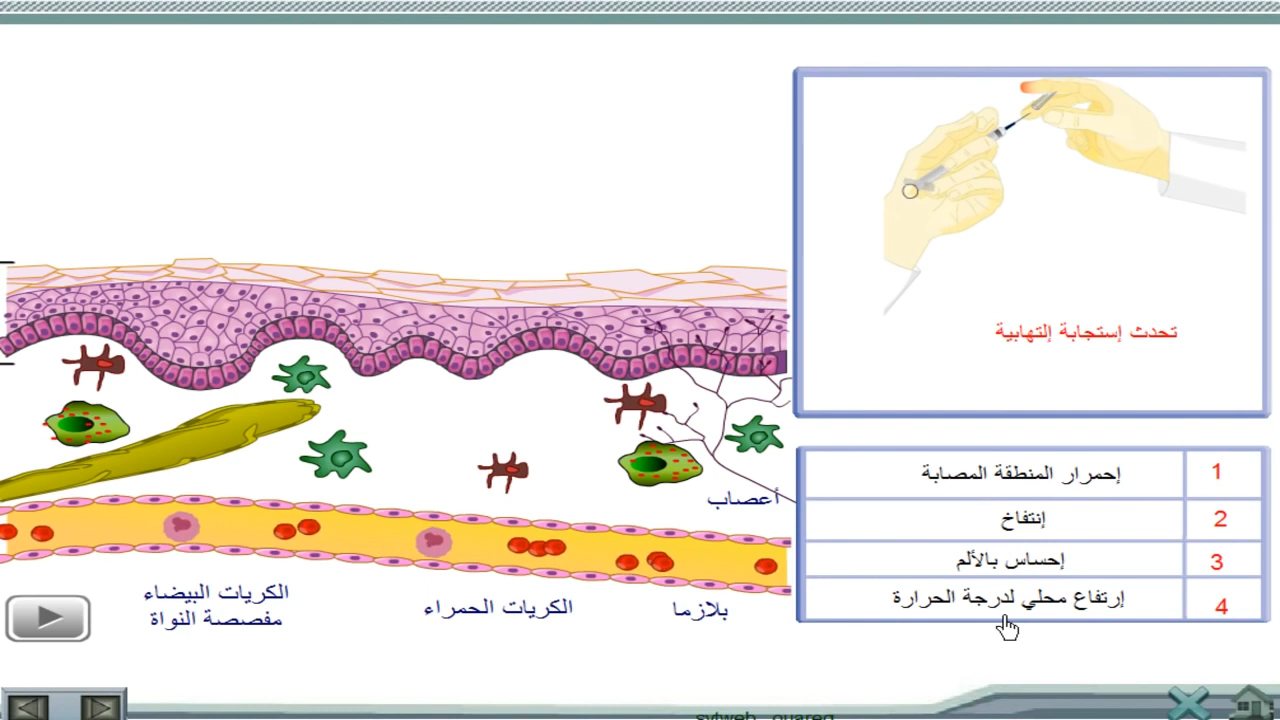 تحدث إستجابة إلتهابية
1 إحمرار المنطقة المصابة
2 إنتفاخ
3 إحساس بالألم
4 إرتفاع محلي لدرجة الحرارة
أعصاب
بلازما
الكريات الحمراء
الكريات البيضاء
مفصصة النواة